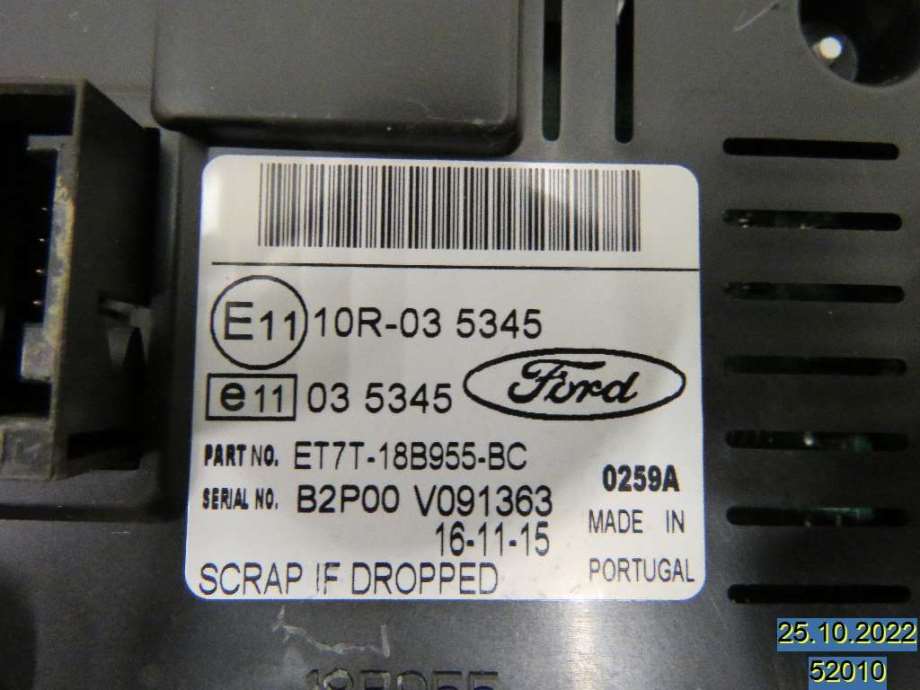 E11 10R-03 5345
e11 03 5345 Ford
PART NO. ET7T-18B955-BC
SERIAL NO. B2P00 V091363 0259A
16-11-15 MADE IN
SCRAP IF DROPPED PORTUGAL
25.10.2022
52010